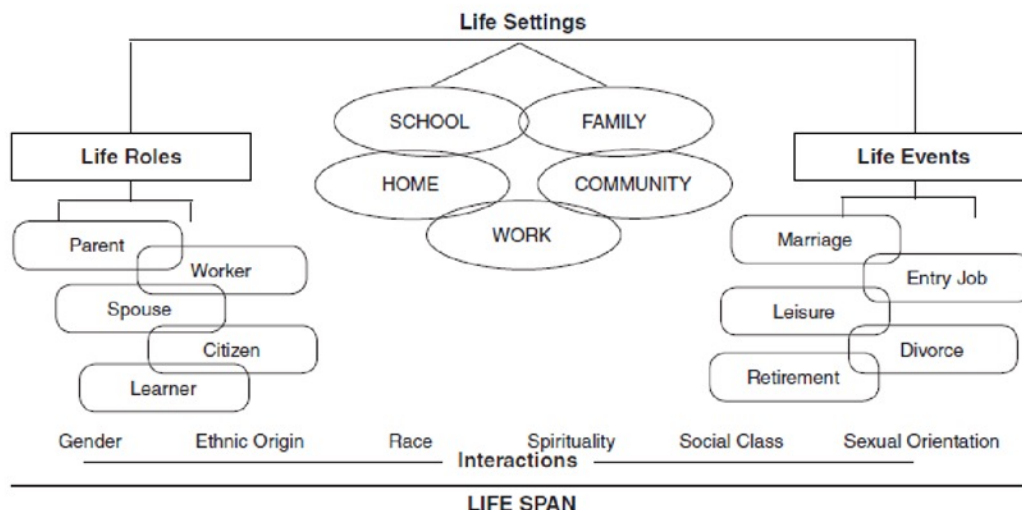 Life Settings
SCHOOL
FAMILY
Life Roles
Life Events
HOME
COMMUNITY
WORK
Parent
Worker
Spouse
Citizen
Learner
Marriage
Entry Job
Leisure
Divorce
Retirement
Gender Ethnic Origin Race Spirituality Social Class Sexual Orientation
Interactions
LIFE SPAN